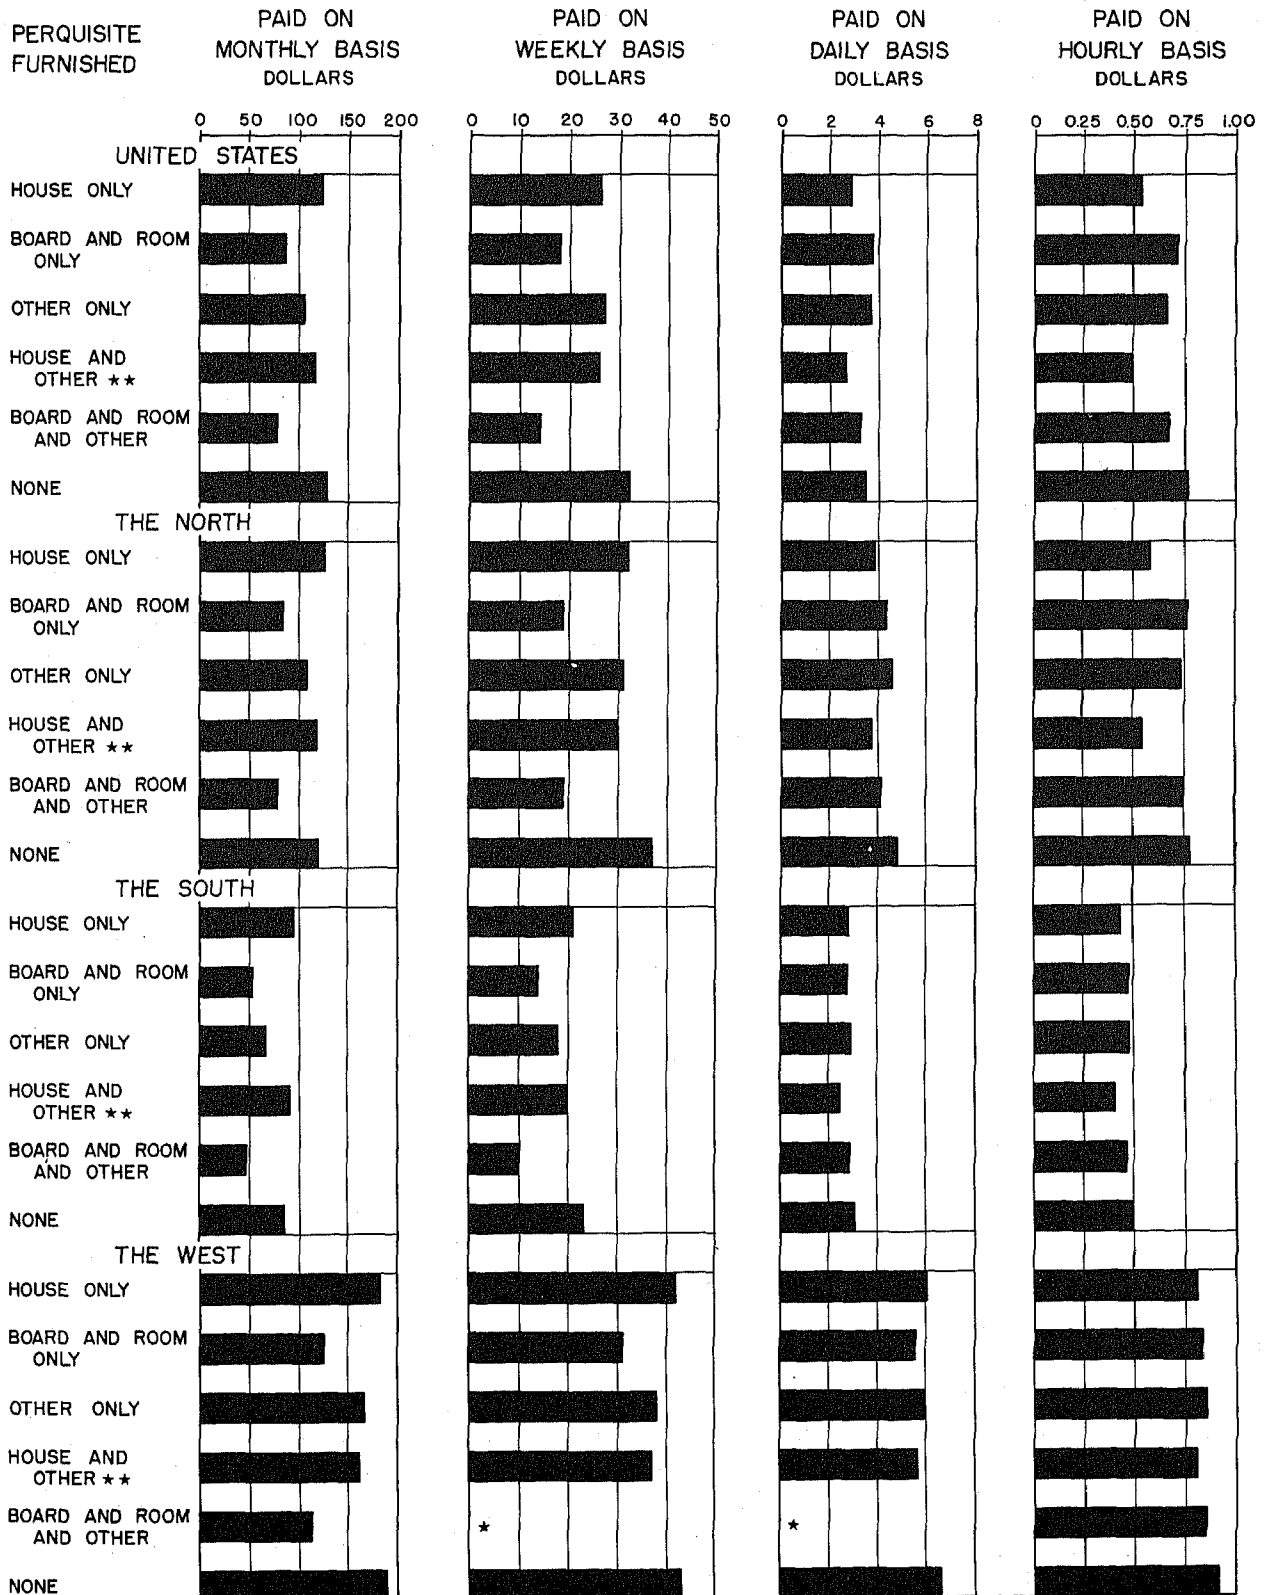 PERQUISITE
FURNISHED
PAID ON
MONTHLY BASIS
DOLLARS
PAID ON
WEEKLY BASIS
DOLLARS
PAID ON
DAILY BASIS
DOLLARS
PAID ON
HOURLY BASIS
DOLLARS
0 50 100 150 200
0 10 20 30 40 50
0 2 4 6 8
0 0.25 0.50 0.75 1.00
UNITED STATES
HOUSE ONLY
BOARD AND ROOM
ONLY
OTHER ONLY
HOUSE AND
OTHER ★★
BOARD AND ROOM
AND OTHER
NONE
THE NORTH
HOUSE ONLY
BOARD AND ROOM
ONLY
OTHER ONLY
HOUSE AND
OTHER ★★
BOARD AND ROOM
AND OTHER
NONE
THE SOUTH
HOUSE ONLY
BOARD AND ROOM
ONLY
OTHER ONLY
HOUSE AND
OTHER ★★
BOARD AND ROOM
AND OTHER
NONE
THE WEST
HOUSE ONLY
BOARD AND ROOM
ONLY
OTHER ONLY
HOUSE AND
OTHER ★★
BOARD AND ROOM
AND OTHER
★ ★
NONE